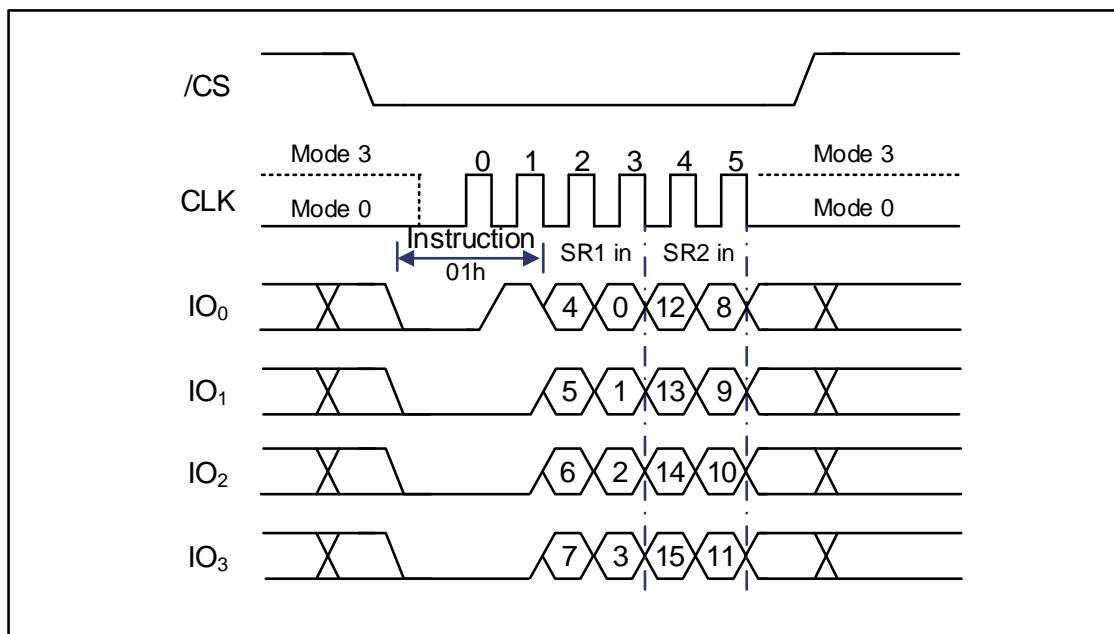 /CS
Mode 3
0 1 2 3 4 5
Mode 3
CLK
Mode 0
Mode 0
Instruction
01h
SR1 in
SR2 in
IO0
4 0 12 8
IO1
5 1 13 9
IO2
6 2 14 10
IO3
7 3 15 11